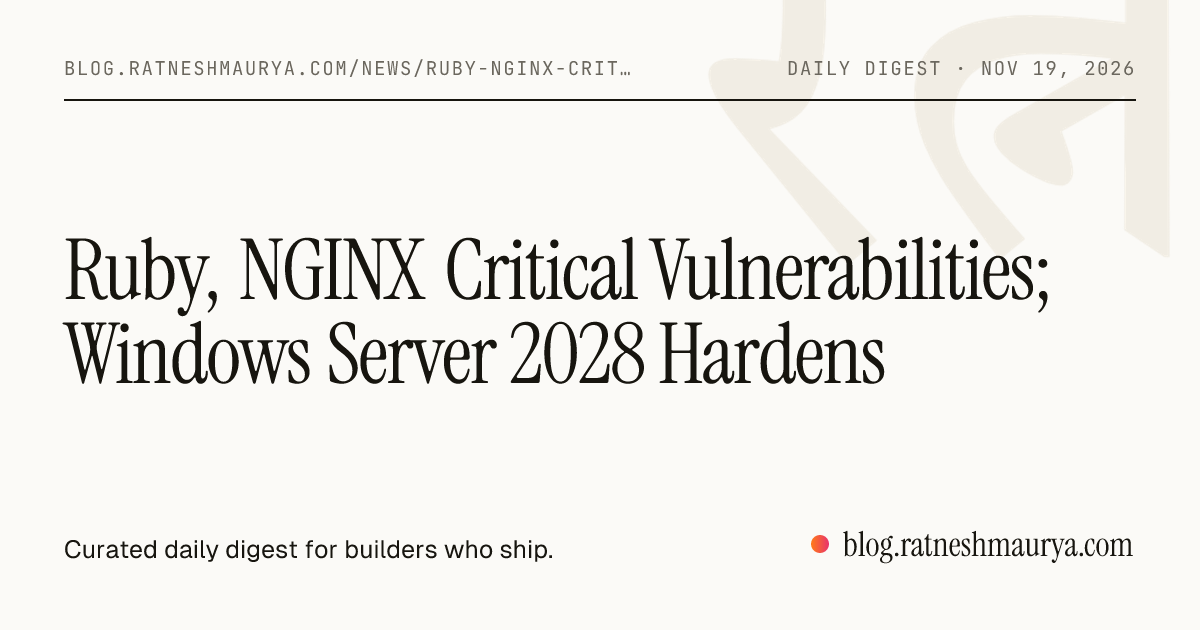 BLOG.RATNESHMAURYA.COM/NEWS/RUBY-NGINX-CRIT…
DAILY DIGEST · NOV 19, 2026
Ruby, NGINX Critical Vulnerabilities;
Windows Server 2028 Hardens
Curated daily digest for builders who ship.
blog.ratneshmaurya.com